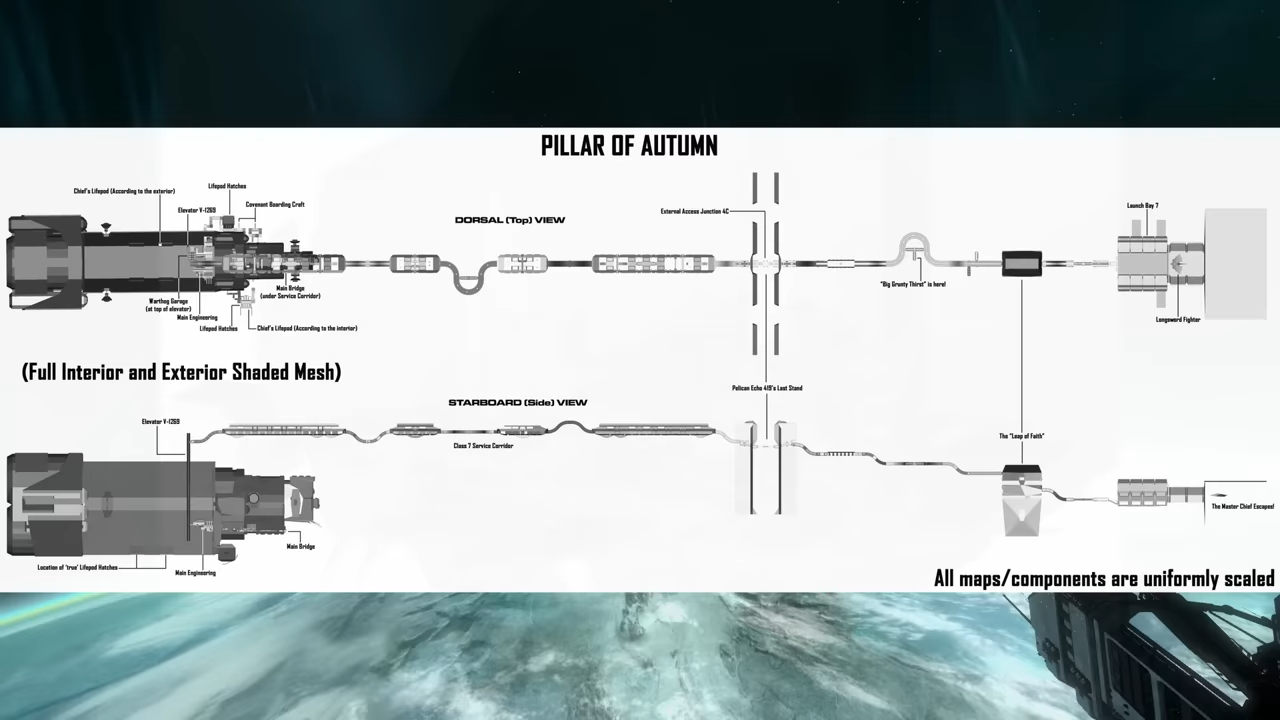 PILLAR OF AUTUMN
Chief's Lifepod (According to the exterior)
Lifepod Hatches
Elevator V-1269
Covenant Boarding Craft
DORSAL (Top) VIEW
External Access Junction 4C
Launch Bay 7
Main Bridge
(under Service Corridor)
"Big Grunty Thirst" is here!
Warthog Garage
(at top of elevator)
Main Engineering
Lifepod Hatches
Chief's Lifepod (According to the interior)
Longsword Fighter
(Full Interior and Exterior Shaded Mesh)
Pelican Echo 419's Last Stand
STARBOARD (Side) VIEW
Elevator V-1269
Class 7 Service Corridor
The "Leap of Faith"
The Master Chief Escapes!
Main Bridge
Location of 'true' Lifepod Hatches
Main Engineering
All maps/components are uniformly scaled